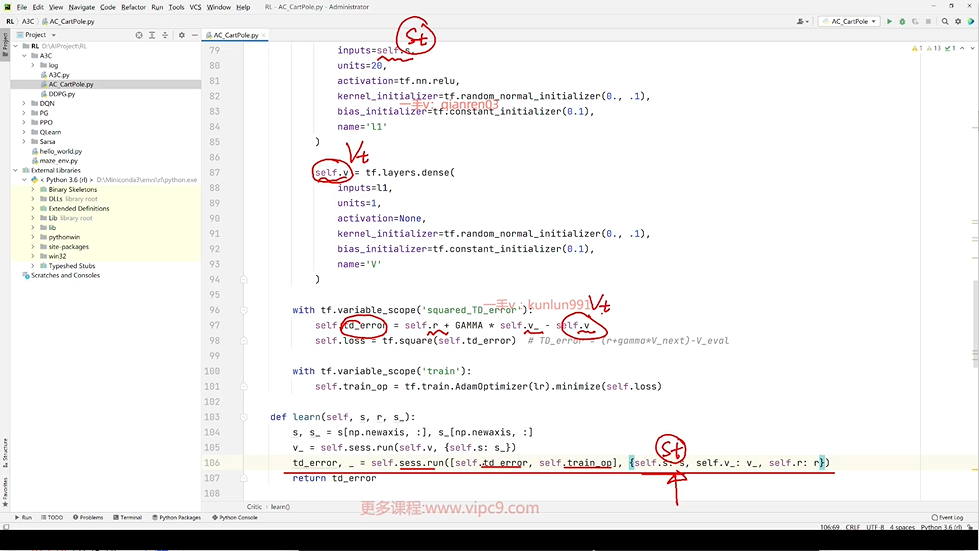 File Edit View Navigate Code Refactor Run Tools VCS Window Help RL - AC_CartPole.py - Administrator
RL A3C AC_CartPole.py
AC_CartPole
Project
AC_CartPole.py
RL D:\AIProject\RL
A3C
log
A3C.py
AC_CartPole.py
DDPG.py
DQN
PG
PPO
QLearn
Sarsa
hello_world.py
maze_env.py
External Libraries
< Python 3.6 (rl) > D:\Miniconda3\envs\rl\python.exe
Binary Skeletons
DLLs library root
Extended Definitions
Lib library root
lib
pythonwin
site-packages
win32
Typeshed Stubs
Scratches and Consoles
St
1 13 1
79 inputs=self.s,
80 units=20,
81 activation=tf.nn.relu,
82 kernel_initializer=tf.random_normal_initializer(0., .1),
一手v：qianren03
83 bias_initializer=tf.constant_initializer(0.1),
84 name='l1'
85 )
86
Vt
87 self.v = tf.layers.dense(
88 inputs=l1,
89 units=1,
90 activation=None,
91 kernel_initializer=tf.random_normal_initializer(0., .1),
92 bias_initializer=tf.constant_initializer(0.1),
93 name='V'
94 )
95
一手v：kunlun991
Vt
96 with tf.variable_scope('squared_TD_error'):
97 self.td_error = self.r + GAMMA * self.v_ - self.v
98 self.loss = tf.square(self.td_error) # TD_error = (r+gamma*V_next)-V_eval
99
100 with tf.variable_scope('train'):
101 self.train_op = tf.train.AdamOptimizer(lr).minimize(self.loss)
102
103 def learn(self, s, r, s_):
104 s, s_ = s[np.newaxis, :], s_[np.newaxis, :]
105 v_ = self.sess.run(self.v, {self.s: s_})
St
106 td_error, _ = self.sess.run([self.td_error, self.train_op], {self.s: s, self.v_: v_, self.r: r})
107 return td_error
108
Critic learn()
更多课程:www.vipc9.com
Structure
Favorites
Run TODO Problems Terminal Python Packages Python Console Event Log
106:69 CRLF UTF-8 4 spaces Python 3.6 (rl)